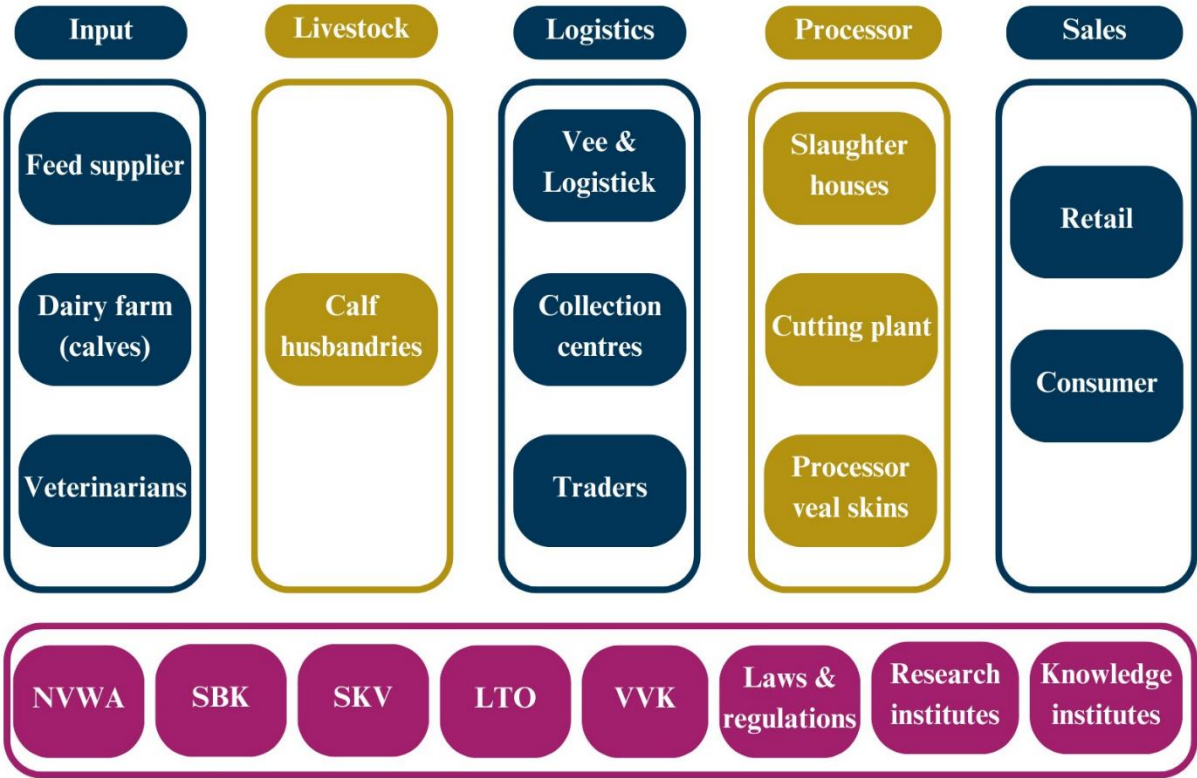 Input
Livestock
Logistics
Processor
Sales
Feed supplier
Dairy farm
(calves)
Veterinarians
Calf
husbandries
Vee &
Logistiek
Collection
centres
Traders
Slaughter
houses
Cutting plant
Processor
veal skins
Retail
Consumer
NVWA
SBK
SKV
LTO
VVK
Laws &
regulations
Research
institutes
Knowledge
institutes